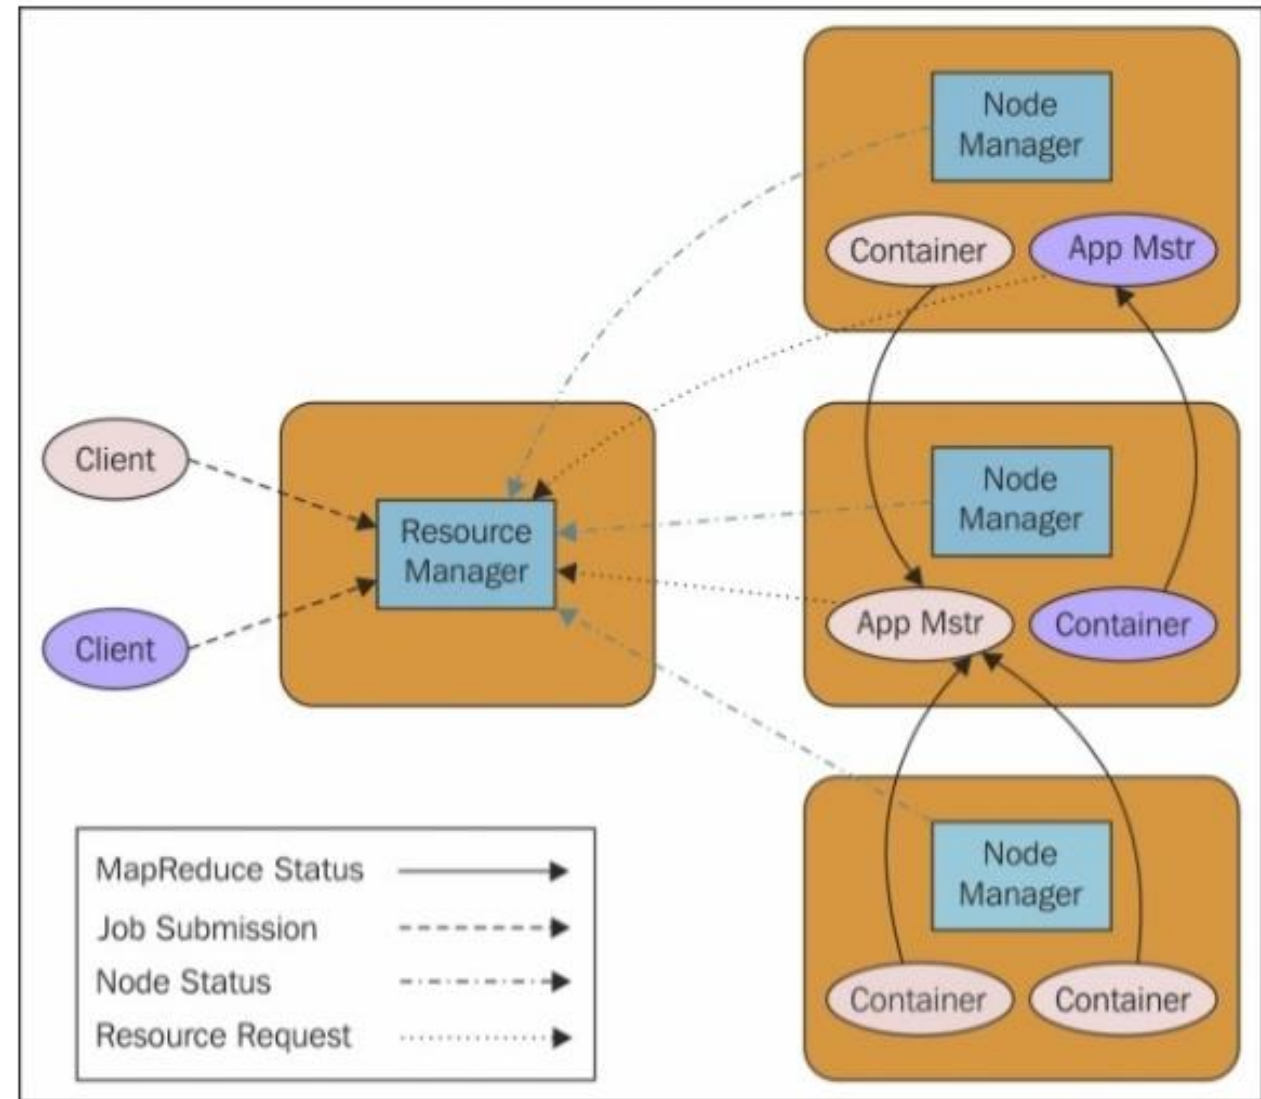 Node
Manager
Container
App Mstr
Client
Resource
Manager
Client
Node
Manager
App Mstr
Container
Node
Manager
Container
Container
MapReduce Status
Job Submission
Node Status
Resource Request